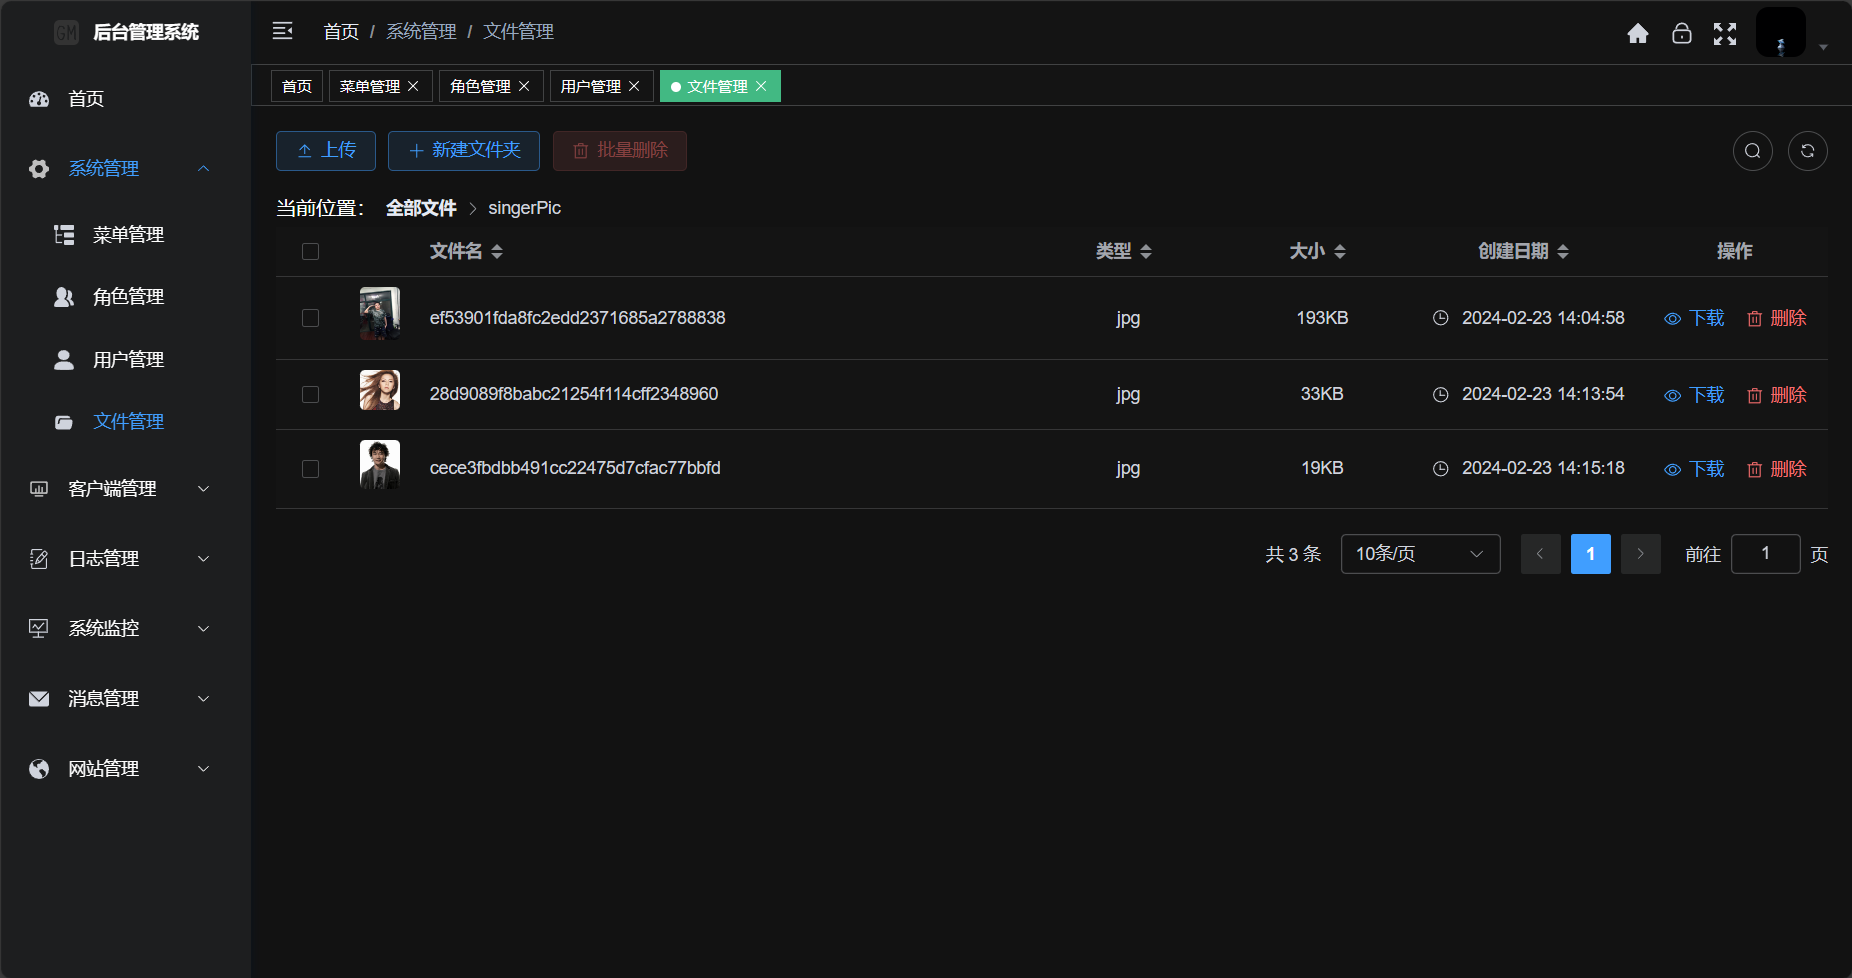 GM 后台管理系统
首页 / 系统管理 / 文件管理
首页
系统管理
菜单管理
角色管理
用户管理
文件管理
客户端管理
日志管理
系统监控
消息管理
网站管理
首页 菜单管理 角色管理 用户管理 文件管理
上传 新建文件夹 批量删除
当前位置： 全部文件 > singerPic
文件名 类型 大小 创建日期 操作
ef53901fda8fc2edd2371685a2788838 jpg 193KB 2024-02-23 14:04:58 下载 删除
28d9089f8babc21254f114cff2348960 jpg 33KB 2024-02-23 14:13:54 下载 删除
cece3fbdbb491cc22475d7cfac77bbfd jpg 19KB 2024-02-23 14:15:18 下载 删除
共 3 条 10条/页 1 前往 1 页